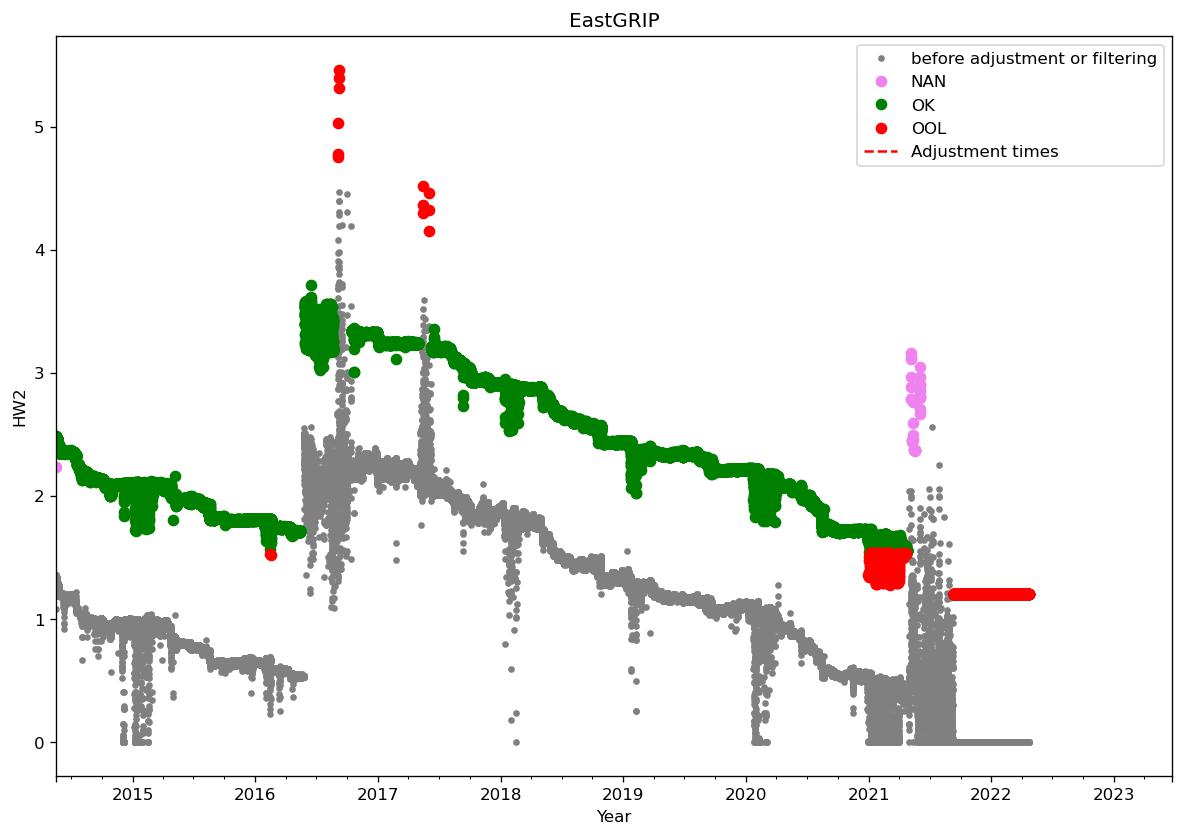 EastGRIP
before adjustment or filtering
NAN
OK
OOL
Adjustment times
HW2
5
4
3
2
1
0
2015 2016 2017 2018 2019 2020 2021 2022 2023
Year